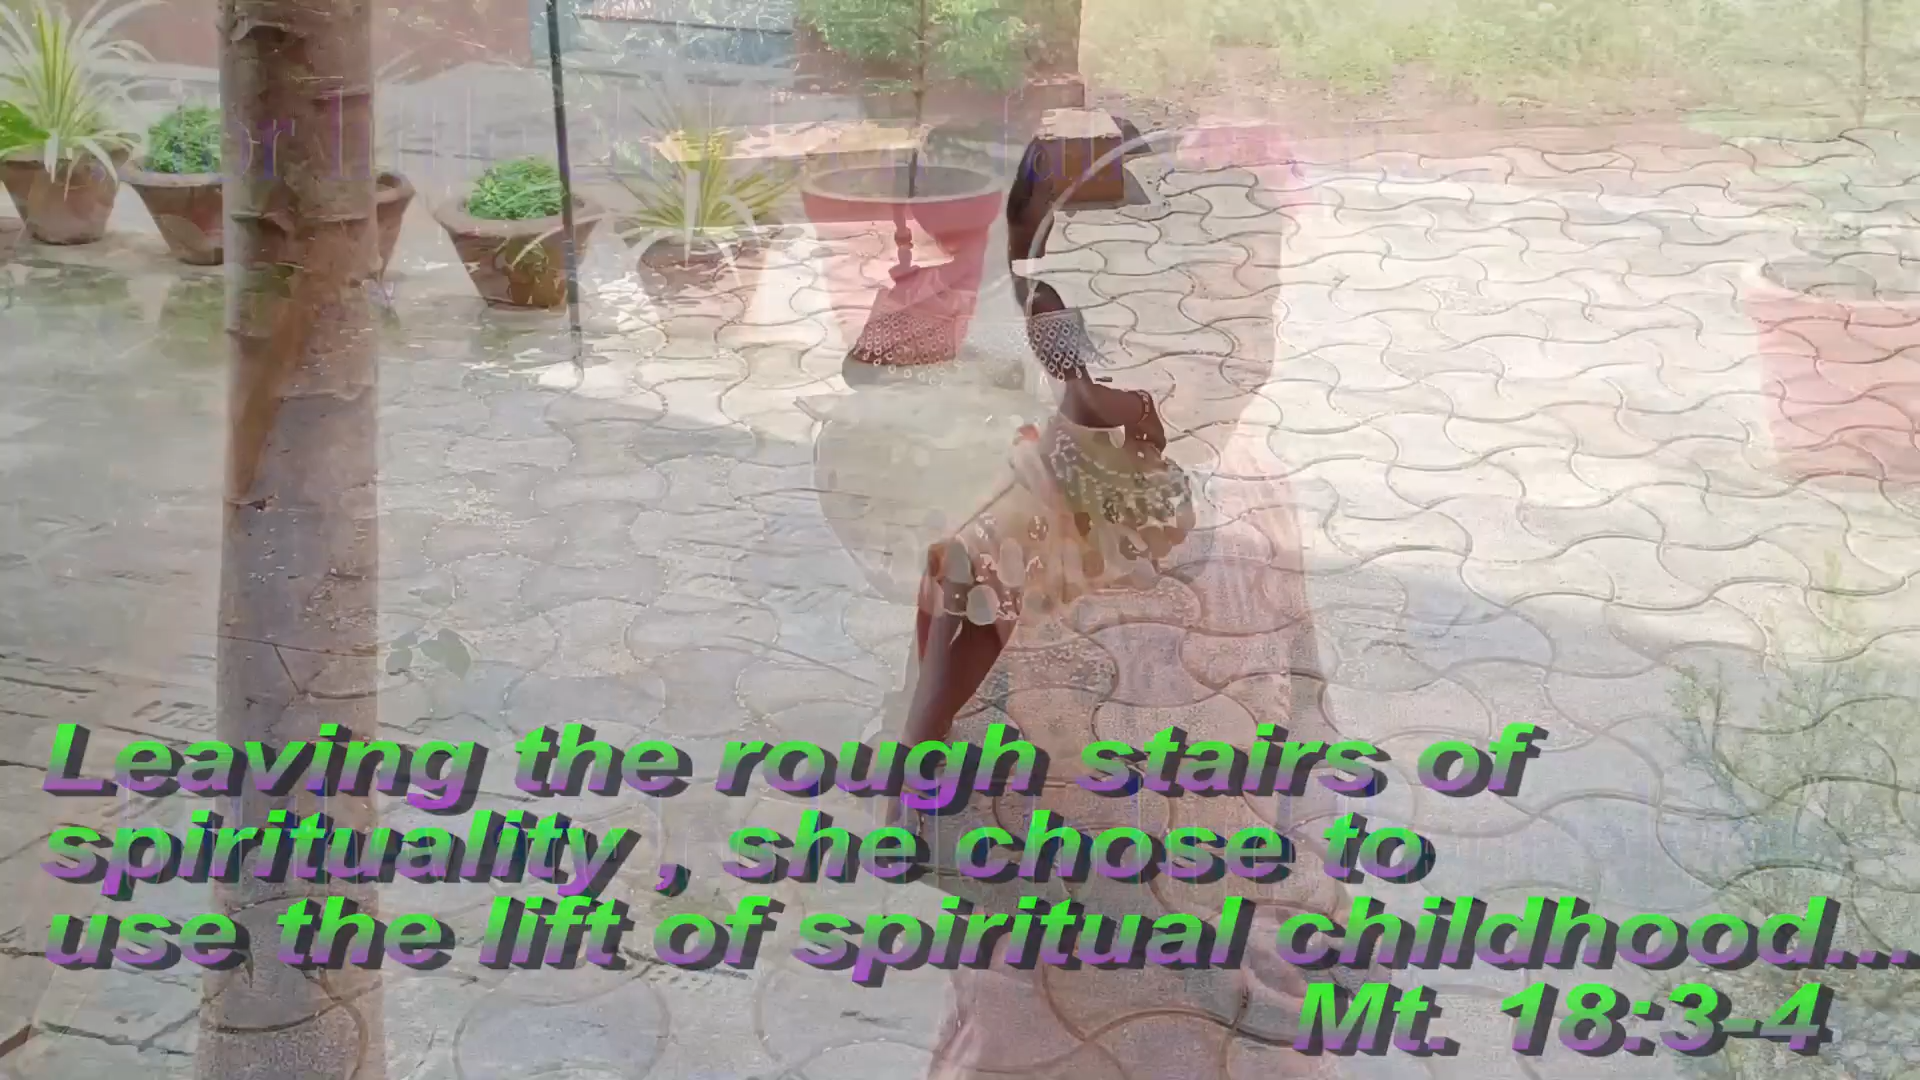 Leaving the rough stairs of
spirituality , she chose to
use the lift of spiritual childhood...
Mt. 18:3-4